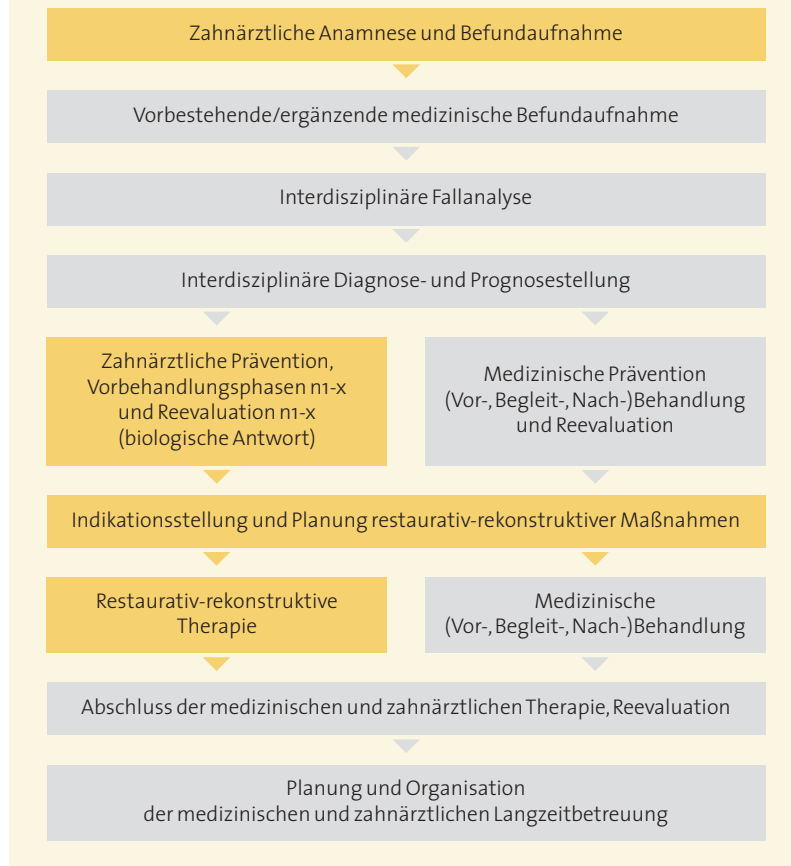 Zahnärztliche Anamnese und Befundaufnahme
Vorbestehende/ergänzende medizinische Befundaufnahme
Interdisziplinäre Fallanalyse
Interdisziplinäre Diagnose- und Prognosestellung
Zahnärztliche Prävention,
Vorbehandlungsphasen n1-x
und Reevaluation n1-x
(biologische Antwort)
Medizinische Prävention
(Vor-, Begleit-, Nach-)Behandlung
und Reevaluation
Indikationsstellung und Planung restaurativ-rekonstruktiver Maßnahmen
Restaurativ-rekonstruktive
Therapie
Medizinische
(Vor-, Begleit-, Nach-)Behandlung
Abschluss der medizinischen und zahnärztlichen Therapie, Reevaluation
Planung und Organisation
der medizinischen und zahnärztlichen Langzeitbetreuung